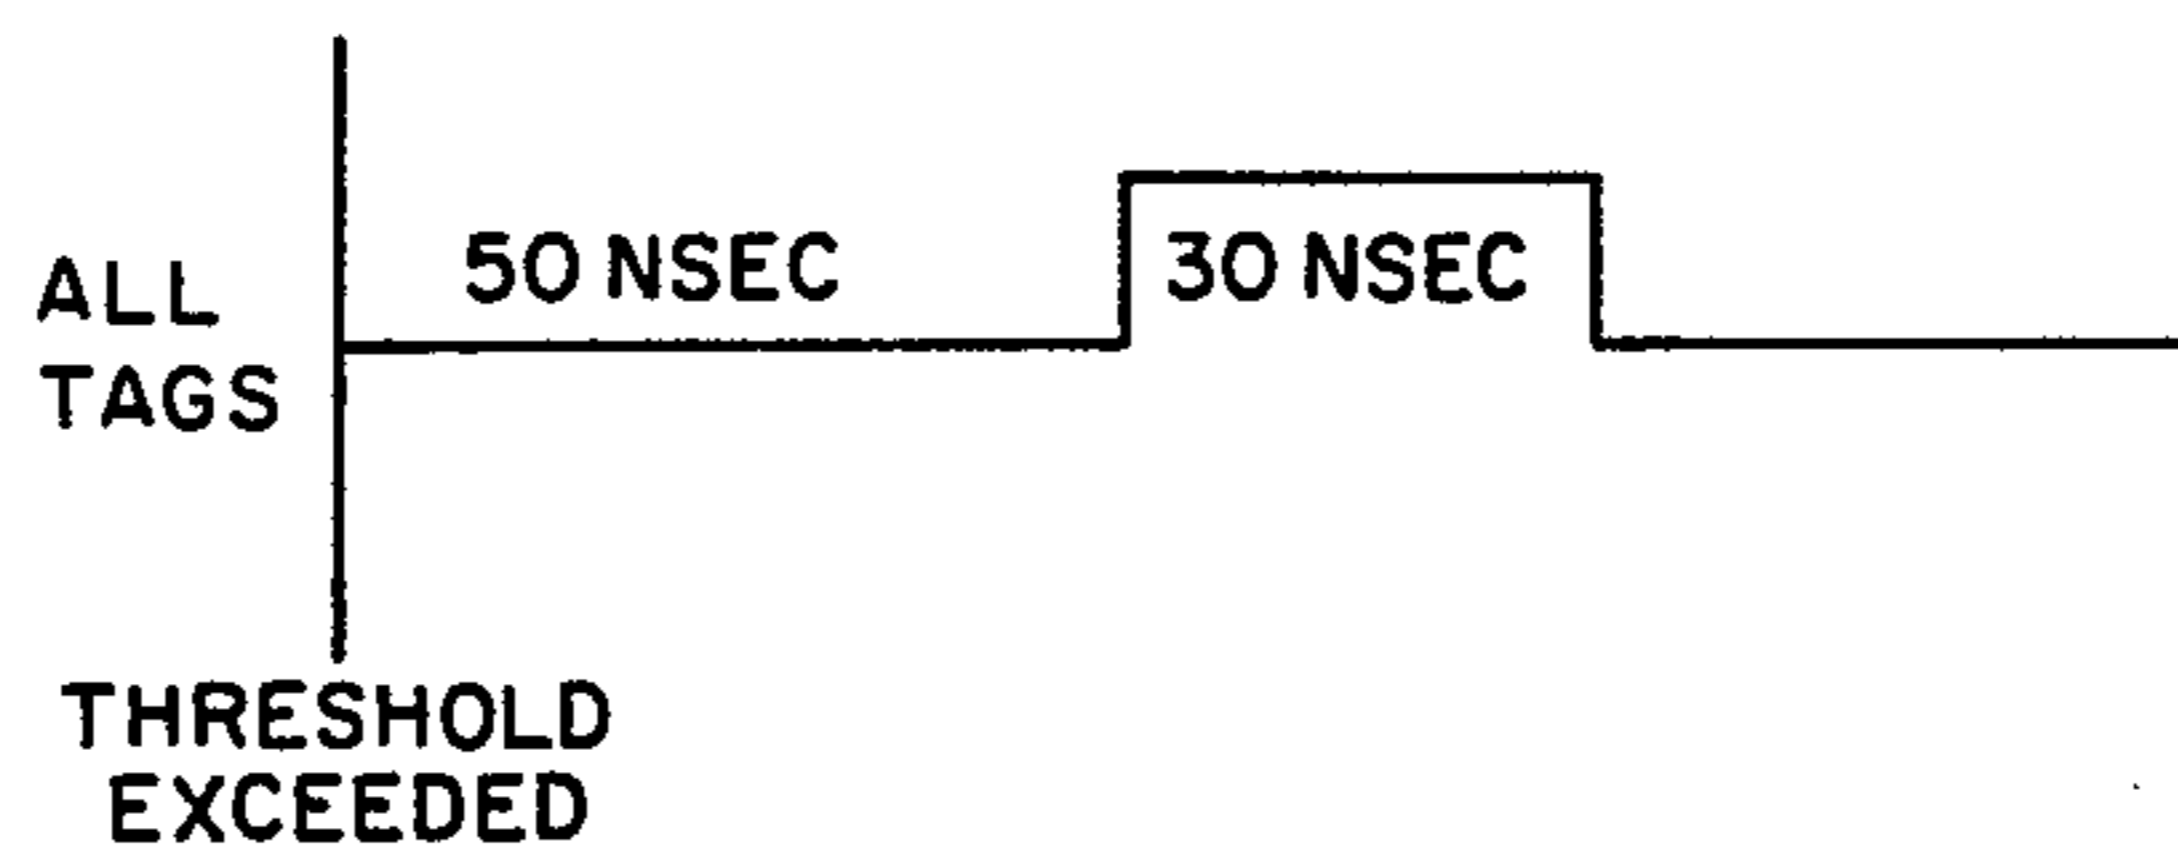 50 NSEC
30 NSEC
ALL
TAGS
THRESHOLD
EXCEEDED